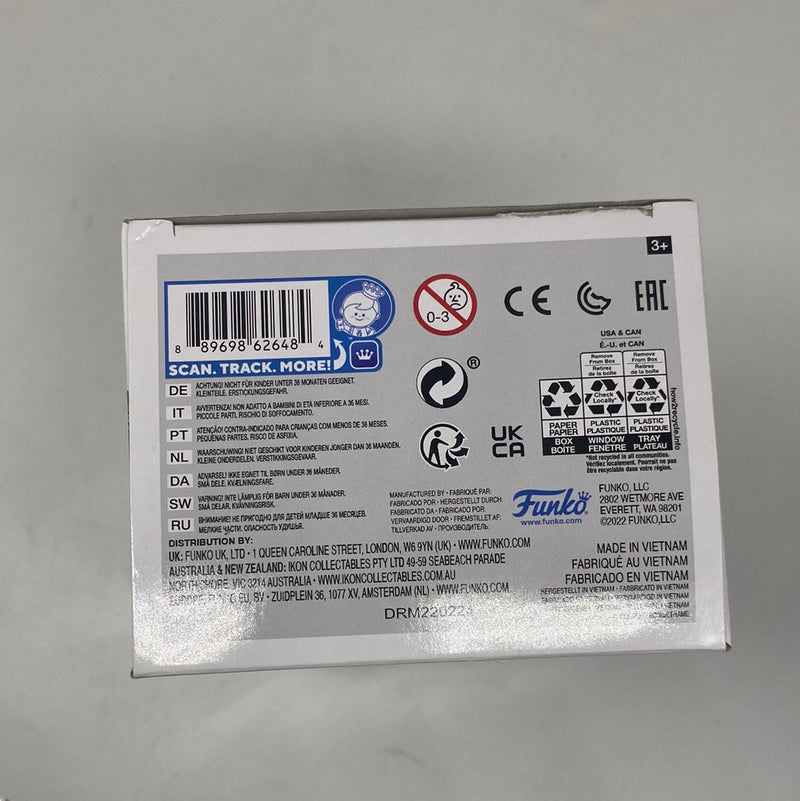 3+
0-3
CE
EAC
8 89698 62648 4
SCAN. TRACK. MORE!
USA & CAN
É.-U. et CAN
Remove From Box
Retirez de la boîte
Remove From Box
Retirez de la boîte
Check Locally*
Check Locally*
PAPER
PAPIER
PLASTIC
PLASTIQUE
PLASTIC
PLASTIQUE
BOX
BOÎTE
WINDOW
FENÊTRE
TRAY
PLATEAU
*Not recycled in all communities.
Vérifiez localement. Pourrait ne pas
être recyclable dans votre région.
how2recycle.info
®
UK
CA
DE ACHTUNG! NICHT FÜR KINDER UNTER 36 MONATEN GEEIGNET.
KLEINTEILE. ERSTICKUNGSGEFAHR.
IT AVVERTENZA! NON ADATTO A BAMBINI DI ETÀ INFERIORE A 36 MESI.
PICCOLE PARTI. RISCHIO DI SOFFOCAMENTO.
PT ATENÇÃO! CONTRA-INDICADO PARA CRIANÇAS COM MENOS DE 36 MESES.
PEQUENAS PARTES. RISCO DE ASFIXIA.
NL WAARSCHUWING! NIET GESCHIKT VOOR KINDEREN JONGER DAN 36 MAANDEN.
KLEINE ONDERDELEN. VERSTIKKINGSGEVAAR.
DA ADVARSEL! IKKE EGNET TIL BØRN UNDER 36 MÅNEDER.
SMÅ DELE. KVÆLNINGSFARE.
SW VARNING! INTE LÄMPLIG FÖR BARN UNDER 36 MÅNADER.
SMÅ DELAR. KVÄVNINGSRISK.
RU ВНИМАНИЕ! НЕ ПРИГОДНО ДЛЯ ДЕТЕЙ МЛАДШЕ 36 МЕСЯЦЕВ.
МЕЛКИЕ ЧАСТИ. ОПАСНОСТЬ УДУШЬЯ.
MANUFACTURED BY • FABRIQUÉ PAR:
FABRICADO POR • HERGESTELLT DURCH:
FABRICATO DA • FABRICADO POR:
VERVAARDIGD DOOR • FREMSTILLET AF:
TILLVERKAD AV • ПРОИЗВОДИТЕЛЬ:
Funko
www.funko.com
FUNKO, LLC
2802 WETMORE AVE
EVERETT, WA 98201
©2022 FUNKO,LLC
DISTRIBUTION BY:
UK: FUNKO UK, LTD • 1 QUEEN CAROLINE STREET, LONDON, W6 9YN (UK) • WWW.FUNKO.COM
AUSTRALIA & NEW ZEALAND: IKON COLLECTABLES PTY LTD 49-59 SEABEACH PARADE
NORTH SHORE, VIC 3214 AUSTRALIA • WWW.IKONCOLLECTABLES.COM.AU
EUROPE: FUNKO EU, BV • ZUIDPLEIN 36, 1077 XV, AMSTERDAM (NL) • WWW.FUNKO.COM
MADE IN VIETNAM
FABRIQUÉ AU VIETNAM
FABRICADO EN VIETNAM
HERGESTELLT IN VIETNAM • FABBRICATO IN VIETNAM
DRM220224